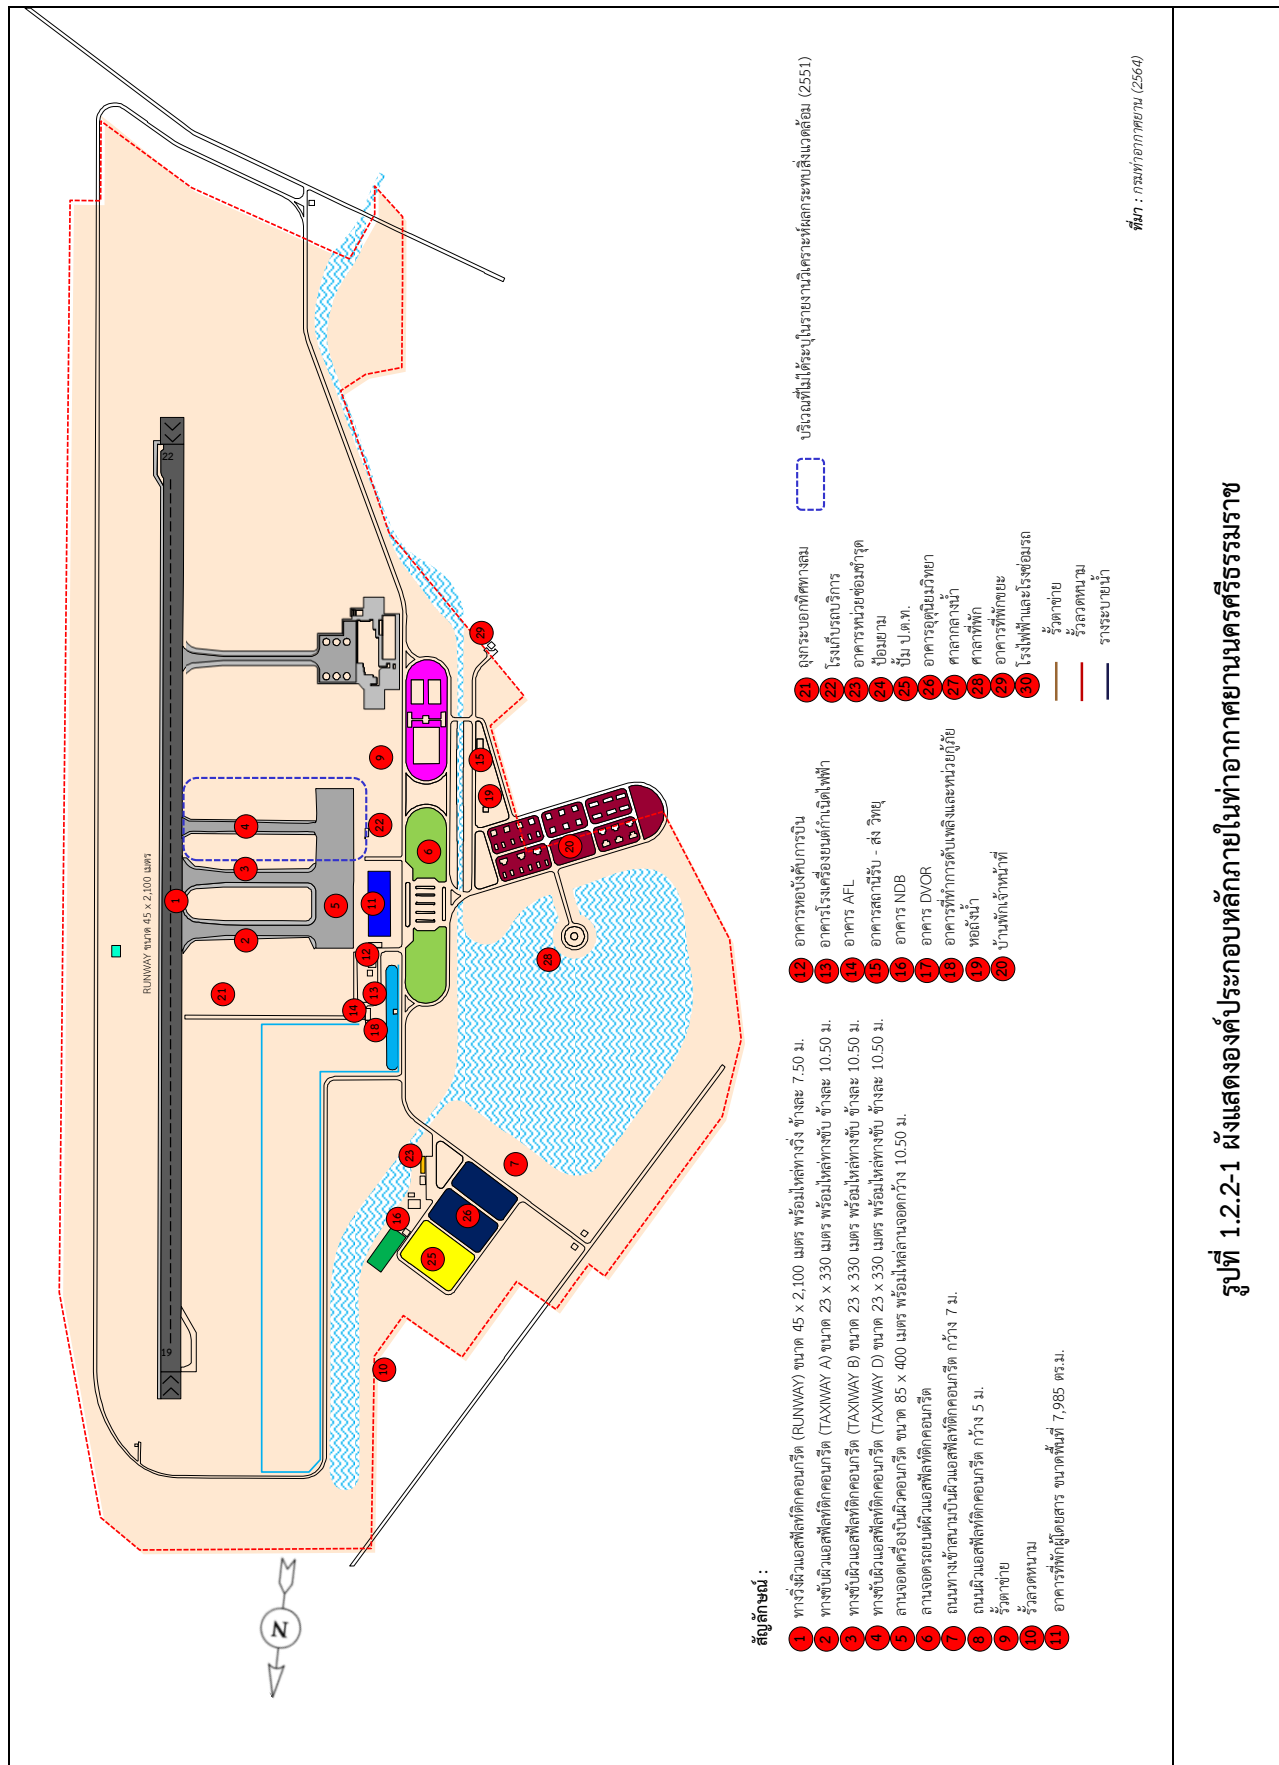 RUNWAY ขนาด 45 x 2,100 เมตร
19
22
1
2
3
4
5
6
7
9
10
11
12
13
14
15
16
18
19
20
21
22
23
25
26
28
29
N
สัญลักษณ์ :
1 ทางวิ่งผิวแอสฟัลท์ติกคอนกรีต (RUNWAY) ขนาด 45 x 2,100 เมตร พร้อมไหล่ทางวิ่ง ข้างละ 7.50 ม.
2 ทางขับผิวแอสฟัลท์ติกคอนกรีต (TAXIWAY A) ขนาด 23 x 330 เมตร พร้อมไหล่ทางขับ ข้างละ 10.50 ม.
3 ทางขับผิวแอสฟัลท์ติกคอนกรีต (TAXIWAY B) ขนาด 23 x 330 เมตร พร้อมไหล่ทางขับ ข้างละ 10.50 ม.
4 ทางขับผิวแอสฟัลท์ติกคอนกรีต (TAXIWAY D) ขนาด 23 x 330 เมตร พร้อมไหล่ทางขับ ข้างละ 10.50 ม.
5 ลานจอดเครื่องบินผิวคอนกรีต ขนาด 85 x 400 เมตร พร้อมไหล่ลานจอดกว้าง 10.50 ม.
6 ลานจอดรถยนต์ผิวแอสฟัลท์ติกคอนกรีต
7 ถนนทางเข้าสนามบินผิวแอสฟัลท์ติกคอนกรีต กว้าง 7 ม.
8 ถนนผิวแอสฟัลท์ติกคอนกรีต กว้าง 5 ม.
9 รั้วตาข่าย
10 รั้วลวดหนาม
11 อาคารที่พักผู้โดยสาร ขนาดพื้นที่ 7,985 ตร.ม.
12 อาคารหอบังคับการบิน
13 อาคารโรงเครื่องยนต์กำเนิดไฟฟ้า
14 อาคาร AFL
15 อาคารสถานีรับ - ส่ง วิทยุ
16 อาคาร NDB
17 อาคาร DVOR
18 อาคารที่ทำการดับเพลิงและหน่วยกู้ภัย
19 หอถังน้ำ
20 บ้านพักเจ้าหน้าที่
21 ถุงกระบอกทิศทางลม
22 โรงเก็บรถบริการ
23 อาคารหน่วยซ่อมชำรุด
24 ป้อมยาม
25 ปั๊ม ป.ต.ท.
26 อาคารอุตุนิยมวิทยา
27 ศาลากลางน้ำ
28 ศาลาที่พัก
29 อาคารที่พักขยะ
30 โรงไฟฟ้าและโรงซ่อมรถ
รั้วตาข่าย
รั้วลวดหนาม
รางระบายน้ำ
บริเวณที่ไม่ได้ระบุในรายงานวิเคราะห์ผลกระทบสิ่งแวดล้อม (2551)
ที่มา : กรมท่าอากาศยาน (2564)
รูปที่ 1.2.2-1 ผังแสดงองค์ประกอบหลักภายในท่าอากาศยานนครศรีธรรมราช